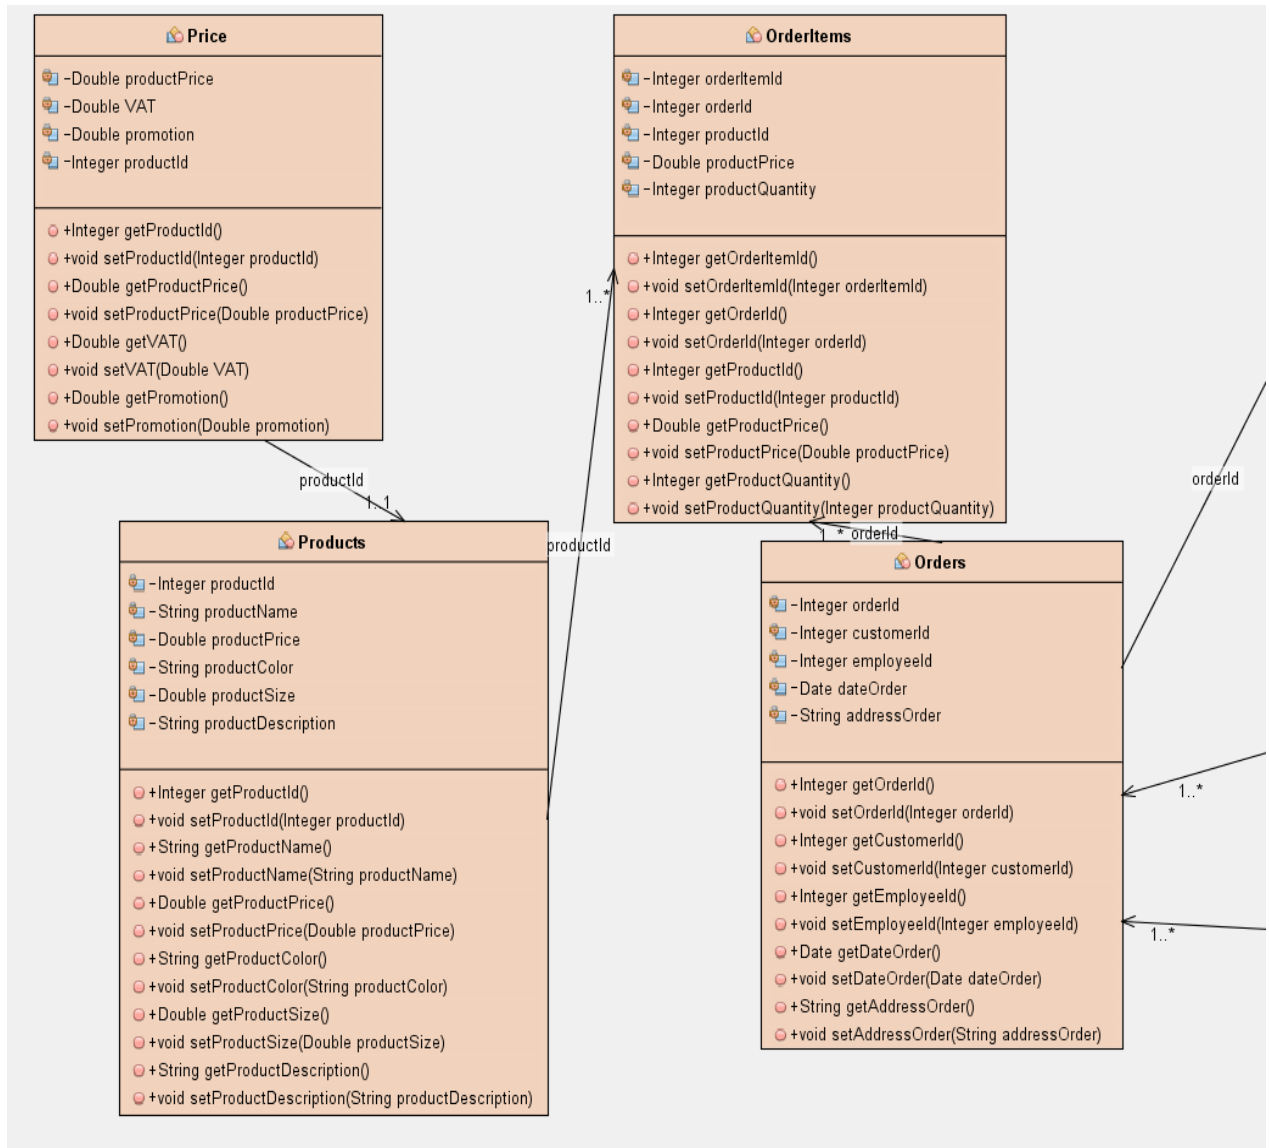 Price
-Double productPrice
-Double VAT
-Double promotion
-Integer productId
+Integer getProductId()
+void setProductId(Integer productId)
+Double getProductPrice()
+void setProductPrice(Double productPrice)
+Double getVAT()
+void setVAT(Double VAT)
+Double getPromotion()
+void setPromotion(Double promotion)
productId
1..1
Products
-Integer productId
-String productName
-Double productPrice
-String productColor
-Double productSize
-String productDescription
+Integer getProductId()
+void setProductId(Integer productId)
+String getProductName()
+void setProductName(String productName)
+Double getProductPrice()
+void setProductPrice(Double productPrice)
+String getProductColor()
+void setProductColor(String productColor)
+Double getProductSize()
+void setProductSize(Double productSize)
+String getProductDescription()
+void setProductDescription(String productDescription)
productId
1..*
OrderItems
-Integer orderItemId
-Integer orderId
-Integer productId
-Double productPrice
-Integer productQuantity
+Integer getOrderItemId()
+void setOrderItemId(Integer orderItemId)
+Integer getOrderId()
+void setOrderId(Integer orderId)
+Integer getProductId()
+void setProductId(Integer productId)
+Double getProductPrice()
+void setProductPrice(Double productPrice)
+Integer getProductQuantity()
+void setProductQuantity(Integer productQuantity)
1..*
orderId
Orders
-Integer orderId
-Integer customerId
-Integer employeeId
-Date dateOrder
-String addressOrder
+Integer getOrderId()
+void setOrderId(Integer orderId)
+Integer getCustomerId()
+void setCustomerId(Integer customerId)
+Integer getEmployeeId()
+void setEmployeeId(Integer employeeId)
+Date getDateOrder()
+void setDateOrder(Date dateOrder)
+String getAddressOrder()
+void setAddressOrder(String addressOrder)
orderId
1..*
1..*